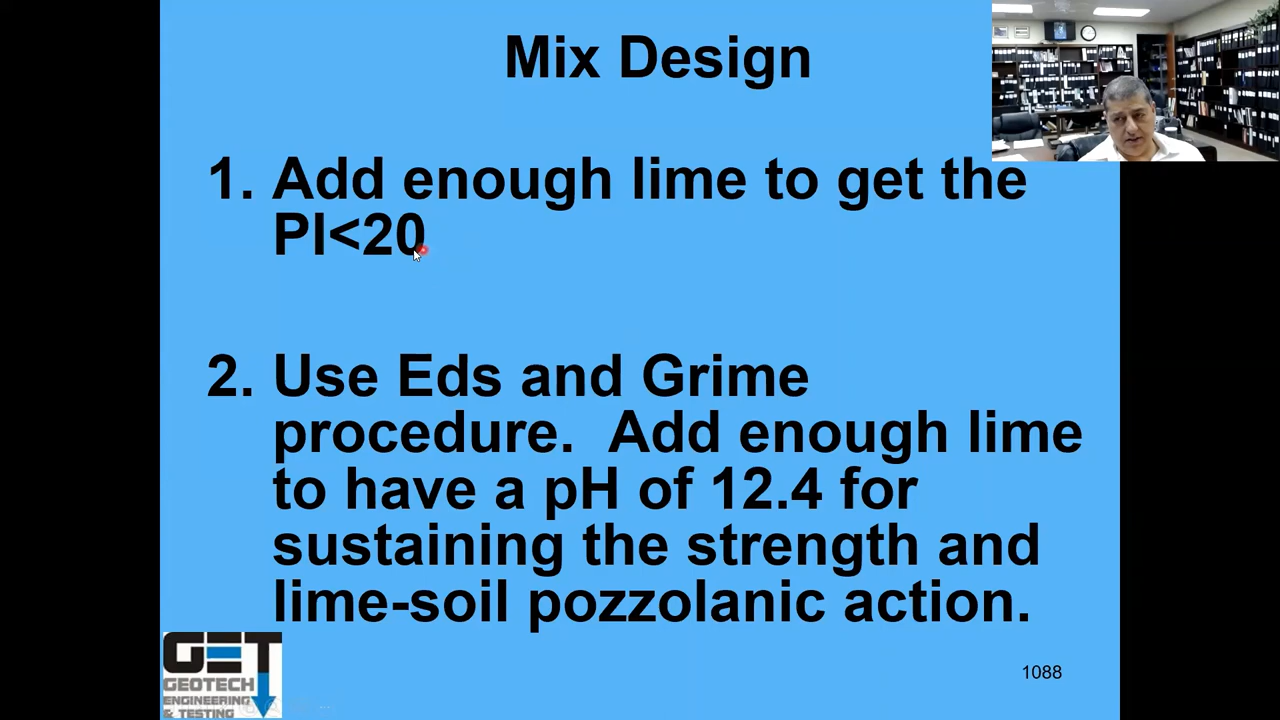 Mix Design
1. Add enough lime to get the
PI<20
2. Use Eds and Grime
procedure.  Add enough lime
to have a pH of 12.4 for
sustaining the strength and
lime-soil pozzolanic action.
GET
GEOTECH
ENGINEERING
& TESTING
1088